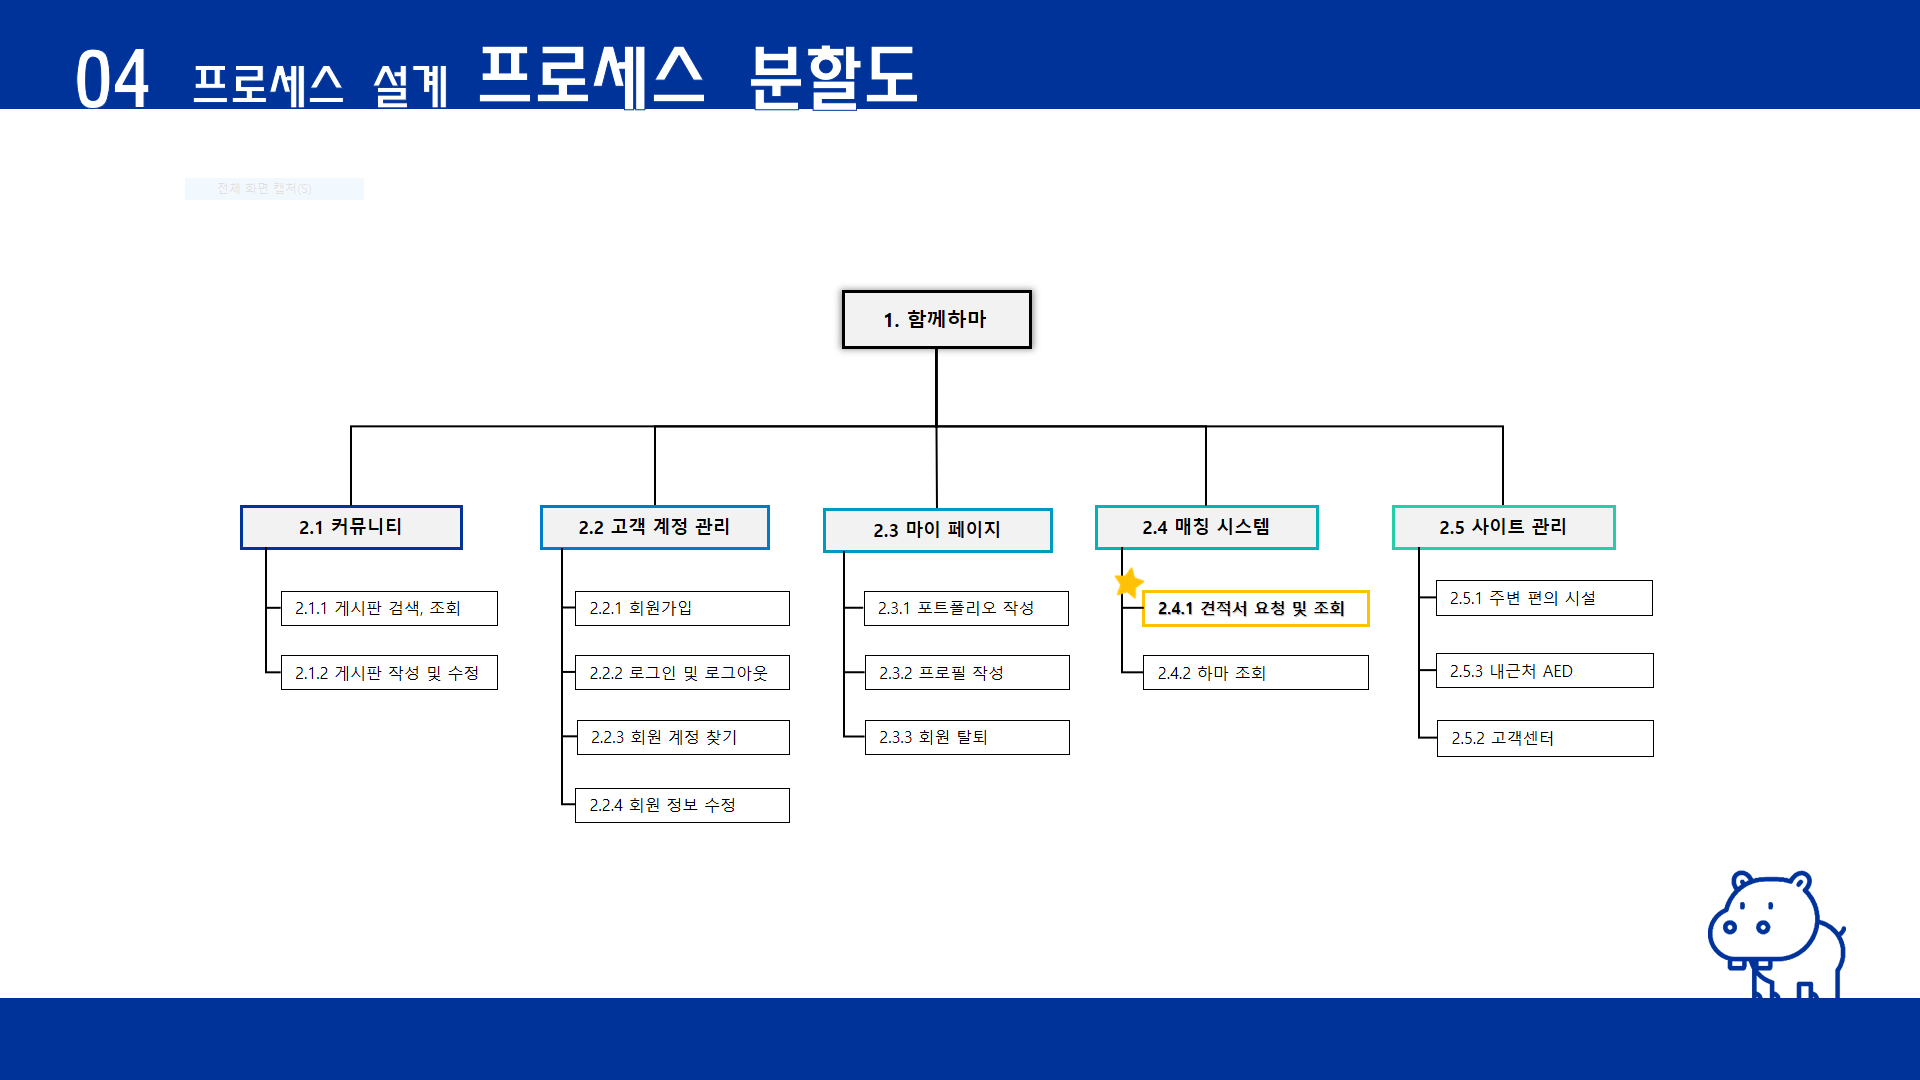 04 프로세스 설계 프로세스 분할도
전체 화면 캡처(S)
1. 함께하마
2.1 커뮤니티
2.1.1 게시판 검색, 조회
2.1.2 게시판 작성 및 수정
2.2 고객 계정 관리
2.2.1 회원가입
2.2.2 로그인 및 로그아웃
2.2.3 회원 계정 찾기
2.2.4 회원 정보 수정
2.3 마이 페이지
2.3.1 포트폴리오 작성
2.3.2 프로필 작성
2.3.3 회원 탈퇴
2.4 매칭 시스템
2.4.1 견적서 요청 및 조회
2.4.2 하마 조회
2.5 사이트 관리
2.5.1 주변 편의 시설
2.5.3 내근처 AED
2.5.2 고객센터